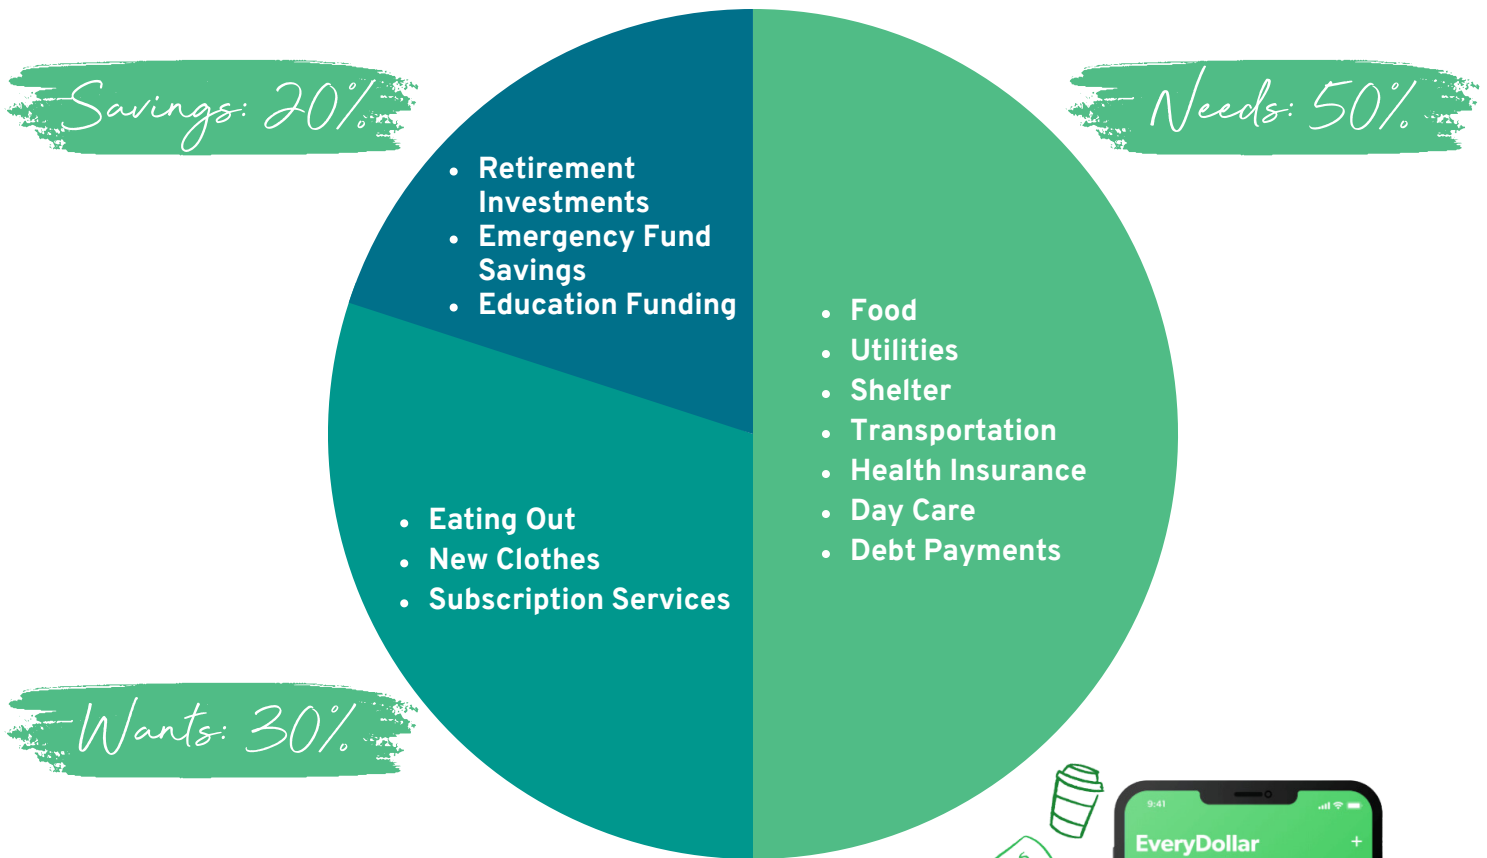 Savings: 20%
Needs: 50%
• Retirement
Investments
• Emergency Fund
Savings
• Education Funding
• Food
• Utilities
• Shelter
• Transportation
• Health Insurance
• Day Care
• Debt Payments
• Eating Out
• New Clothes
• Subscription Services
Wants: 30%
9:41
EveryDollar +